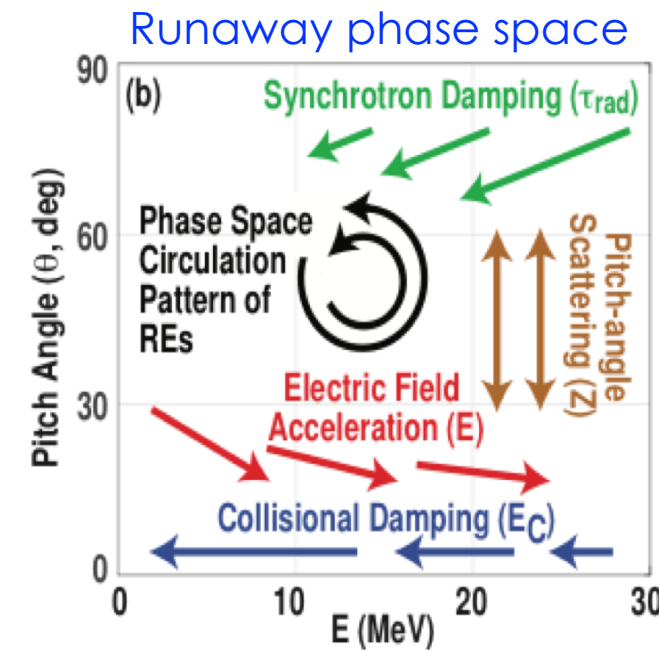 Runaway phase space
(b)
Synchrotron Damping (τrad)
Phase Space
Circulation
Pattern of
REs
Pitch-angle
Scattering (Z)
Electric Field
Acceleration (E)
Collisional Damping (EC)
Pitch Angle (θ, deg)
90
60
30
0
0 10 20 30
E (MeV)